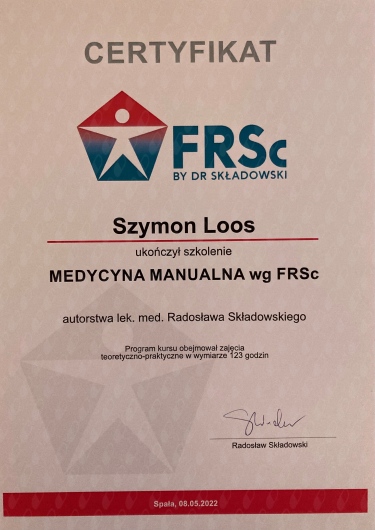 CERTYFIKAT
FRSc
BY DR SKŁADOWSKI
Szymon Loos
ukończył szkolenie
MEDYCYNA MANUALNA wg FRSc
autorstwa lek. med. Radosława Składowskiego
Program kursu obejmował zajęcia
teoretyczno-praktyczne w wymiarze 123 godzin
Radosław Składowski
Spała, 08.05.2022